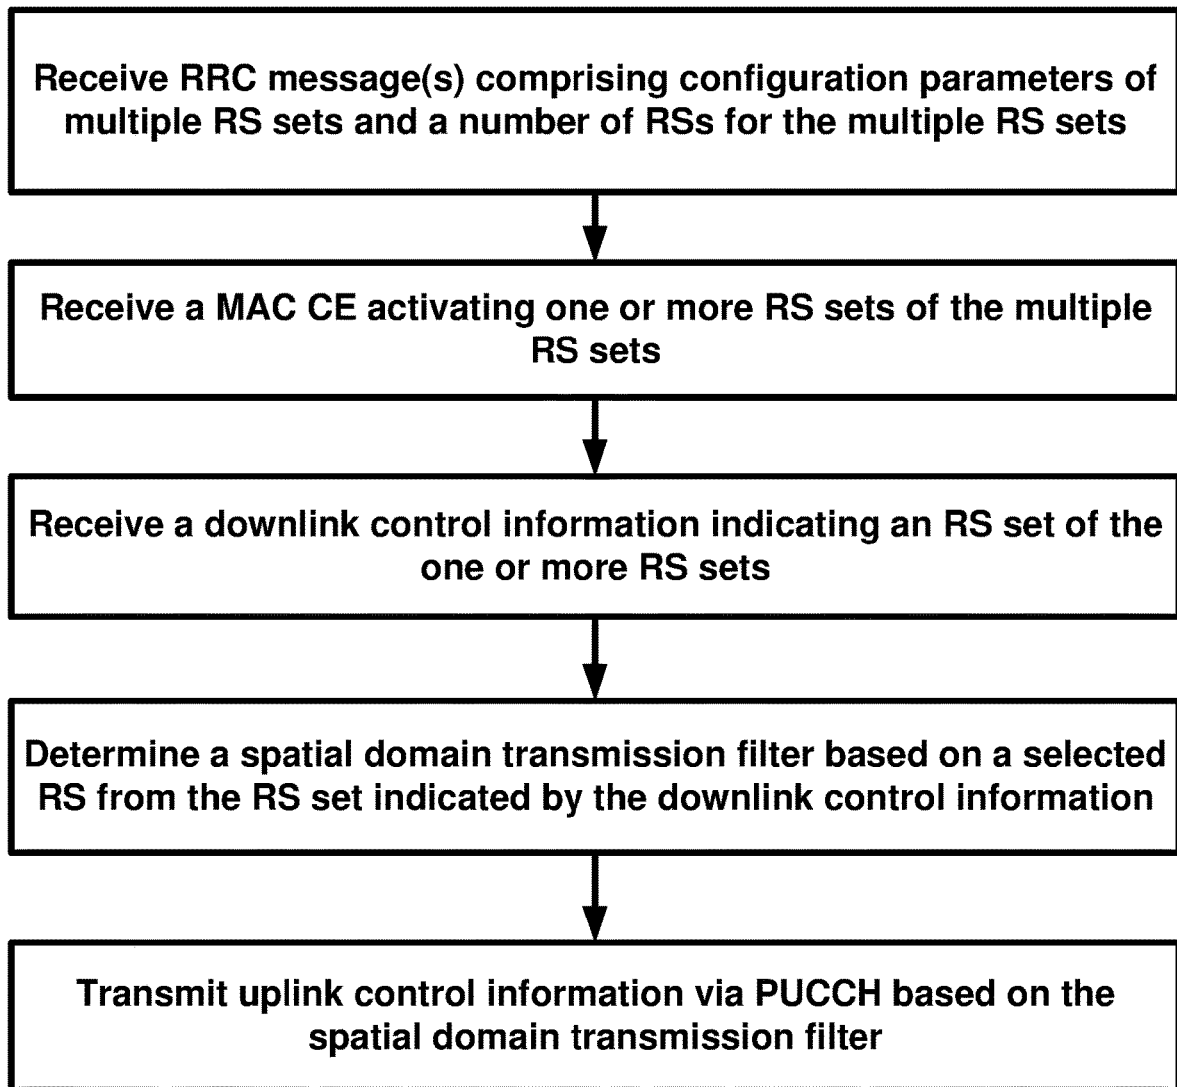 Receive RRC message(s) comprising configuration parameters of
multiple RS sets and a number of RSs for the multiple RS sets
Receive a MAC CE activating one or more RS sets of the multiple
RS sets
Receive a downlink control information indicating an RS set of the
one or more RS sets
Determine a spatial domain transmission filter based on a selected
RS from the RS set indicated by the downlink control information
Transmit uplink control information via PUCCH based on the
spatial domain transmission filter